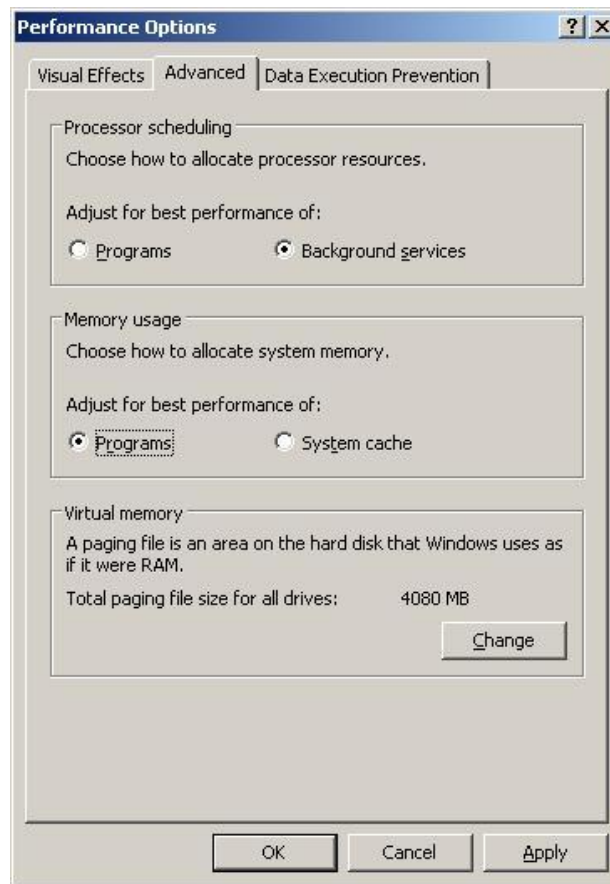 Performance Options
Visual Effects Advanced Data Execution Prevention
Processor scheduling
Choose how to allocate processor resources.
Adjust for best performance of:
Programs Background services
Memory usage
Choose how to allocate system memory.
Adjust for best performance of:
Programs System cache
Virtual memory
A paging file is an area on the hard disk that Windows uses as
if it were RAM.
Total paging file size for all drives: 4080 MB
Change
OK Cancel Apply